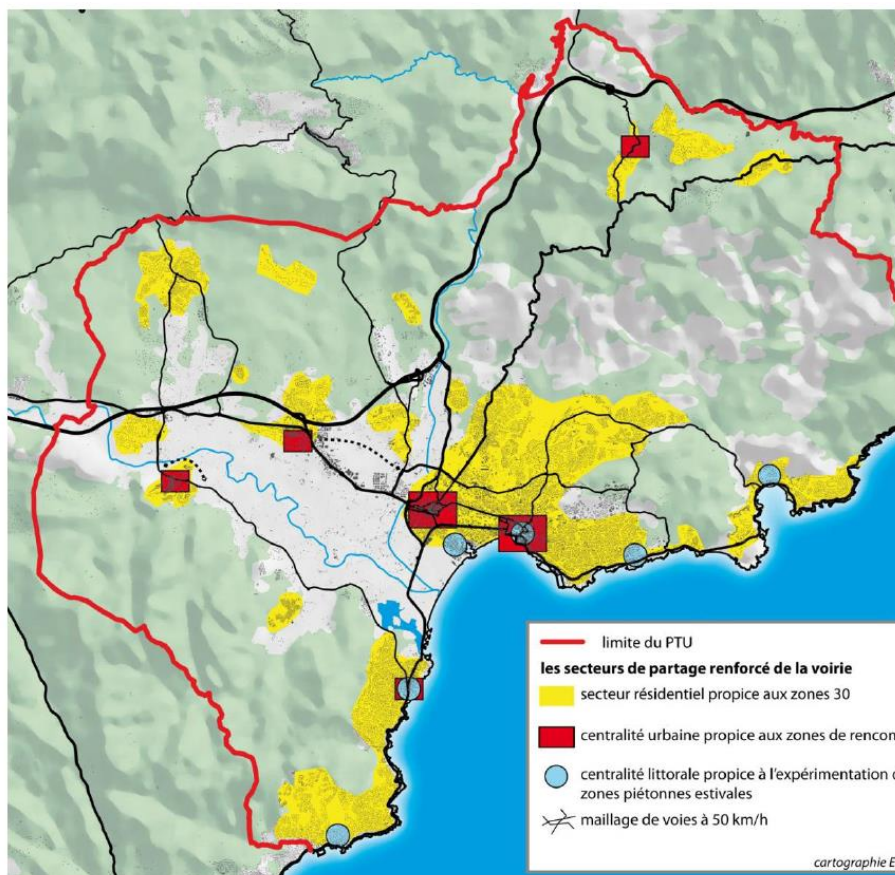 limite du PTU
les secteurs de partage renforcé de la voirie
secteur résidentiel propice aux zones 30
centralité urbaine propice aux zones de rencon
centralité littorale propice à l'expérimentation
zones piétonnes estivales
maillage de voies à 50 km/h
cartographie E